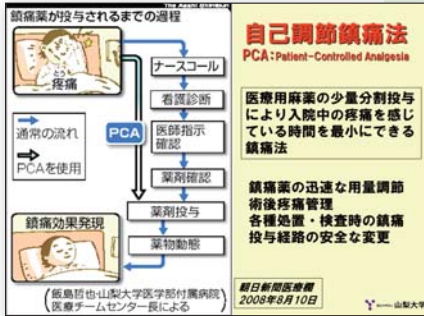 The Asahi Shimbun
鎮痛薬が投与されるまでの過程
とう
疼痛
ナースコール
看護診断
医師指示
確認
薬剤確認
薬剤投与
薬物動態
通常の流れ
PCAを使用
PCA
鎮痛効果発現
飯島哲也・山梨大学医学部付属病院
医療チームセンター長による
自己調節鎮痛法
PCA:Patient-Controlled Analgesia
医療用麻薬の少量分割投与
により入院中の疼痛を感じ
ている時間を最小にできる
鎮痛法
鎮痛薬の迅速な用量調節
術後疼痛管理
各種処置・検査時の鎮痛
投与経路の安全な変更
朝日新聞医療欄
2008年8月10日
山梨大学